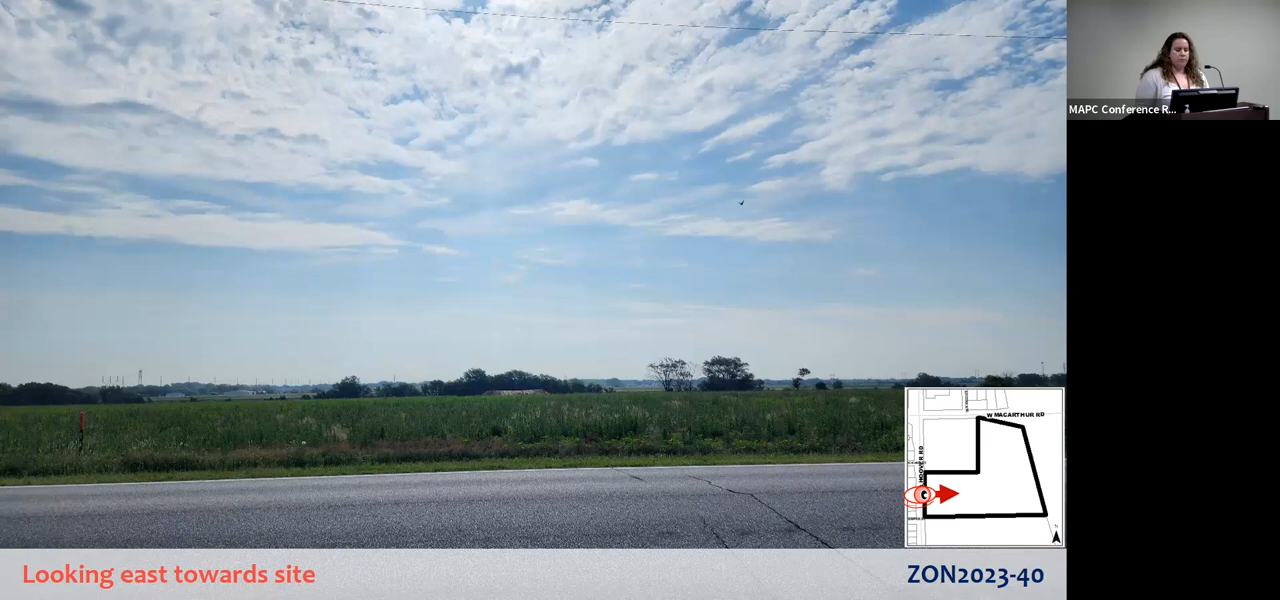 MAPC Conference R...
W MACARTHUR RD
HOOVER RD
N
Looking east towards site
ZON2023-40